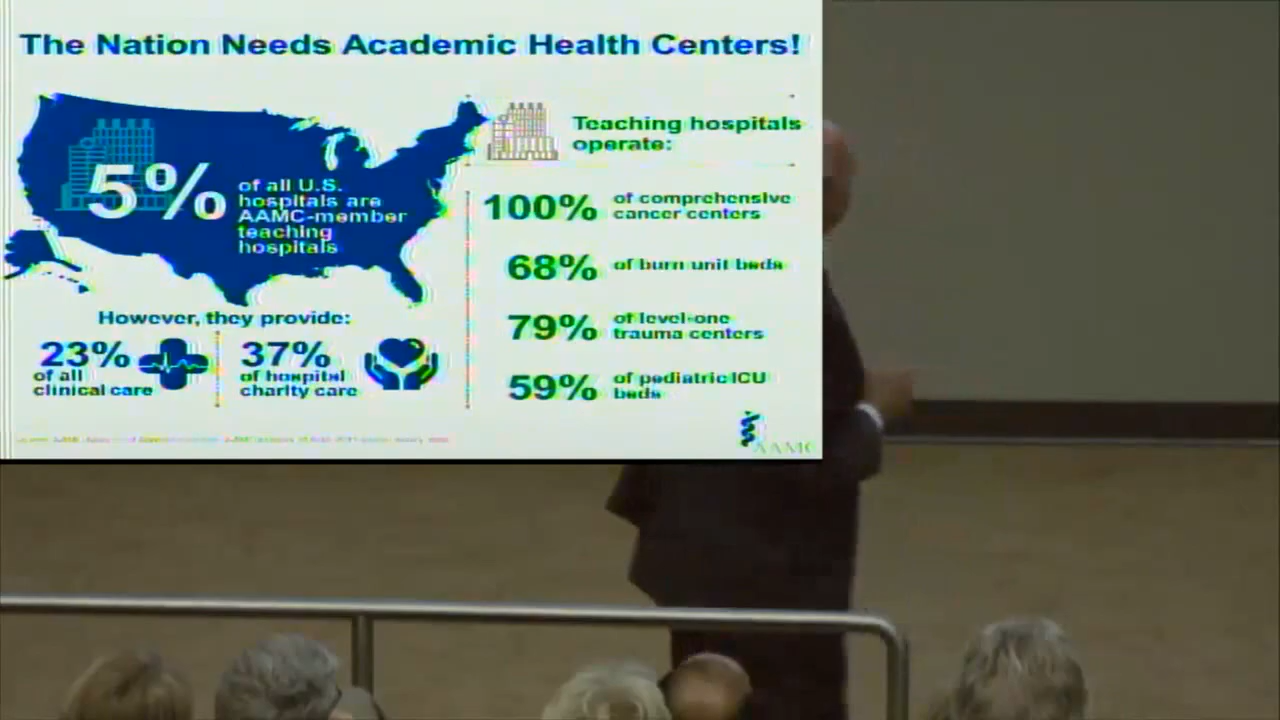 The Nation Needs Academic Health Centers!
5%
of all U.S.
hospitals are
AAMC-member
teaching
hospitals
However, they provide:
23%
of all
clinical care
37%
of hospital
charity care
Teaching hospitals
operate:
100%
of comprehensive
cancer centers
68%
of burn unit beds
79%
of level-one
trauma centers
59%
of pediatric ICU
beds
AAMC